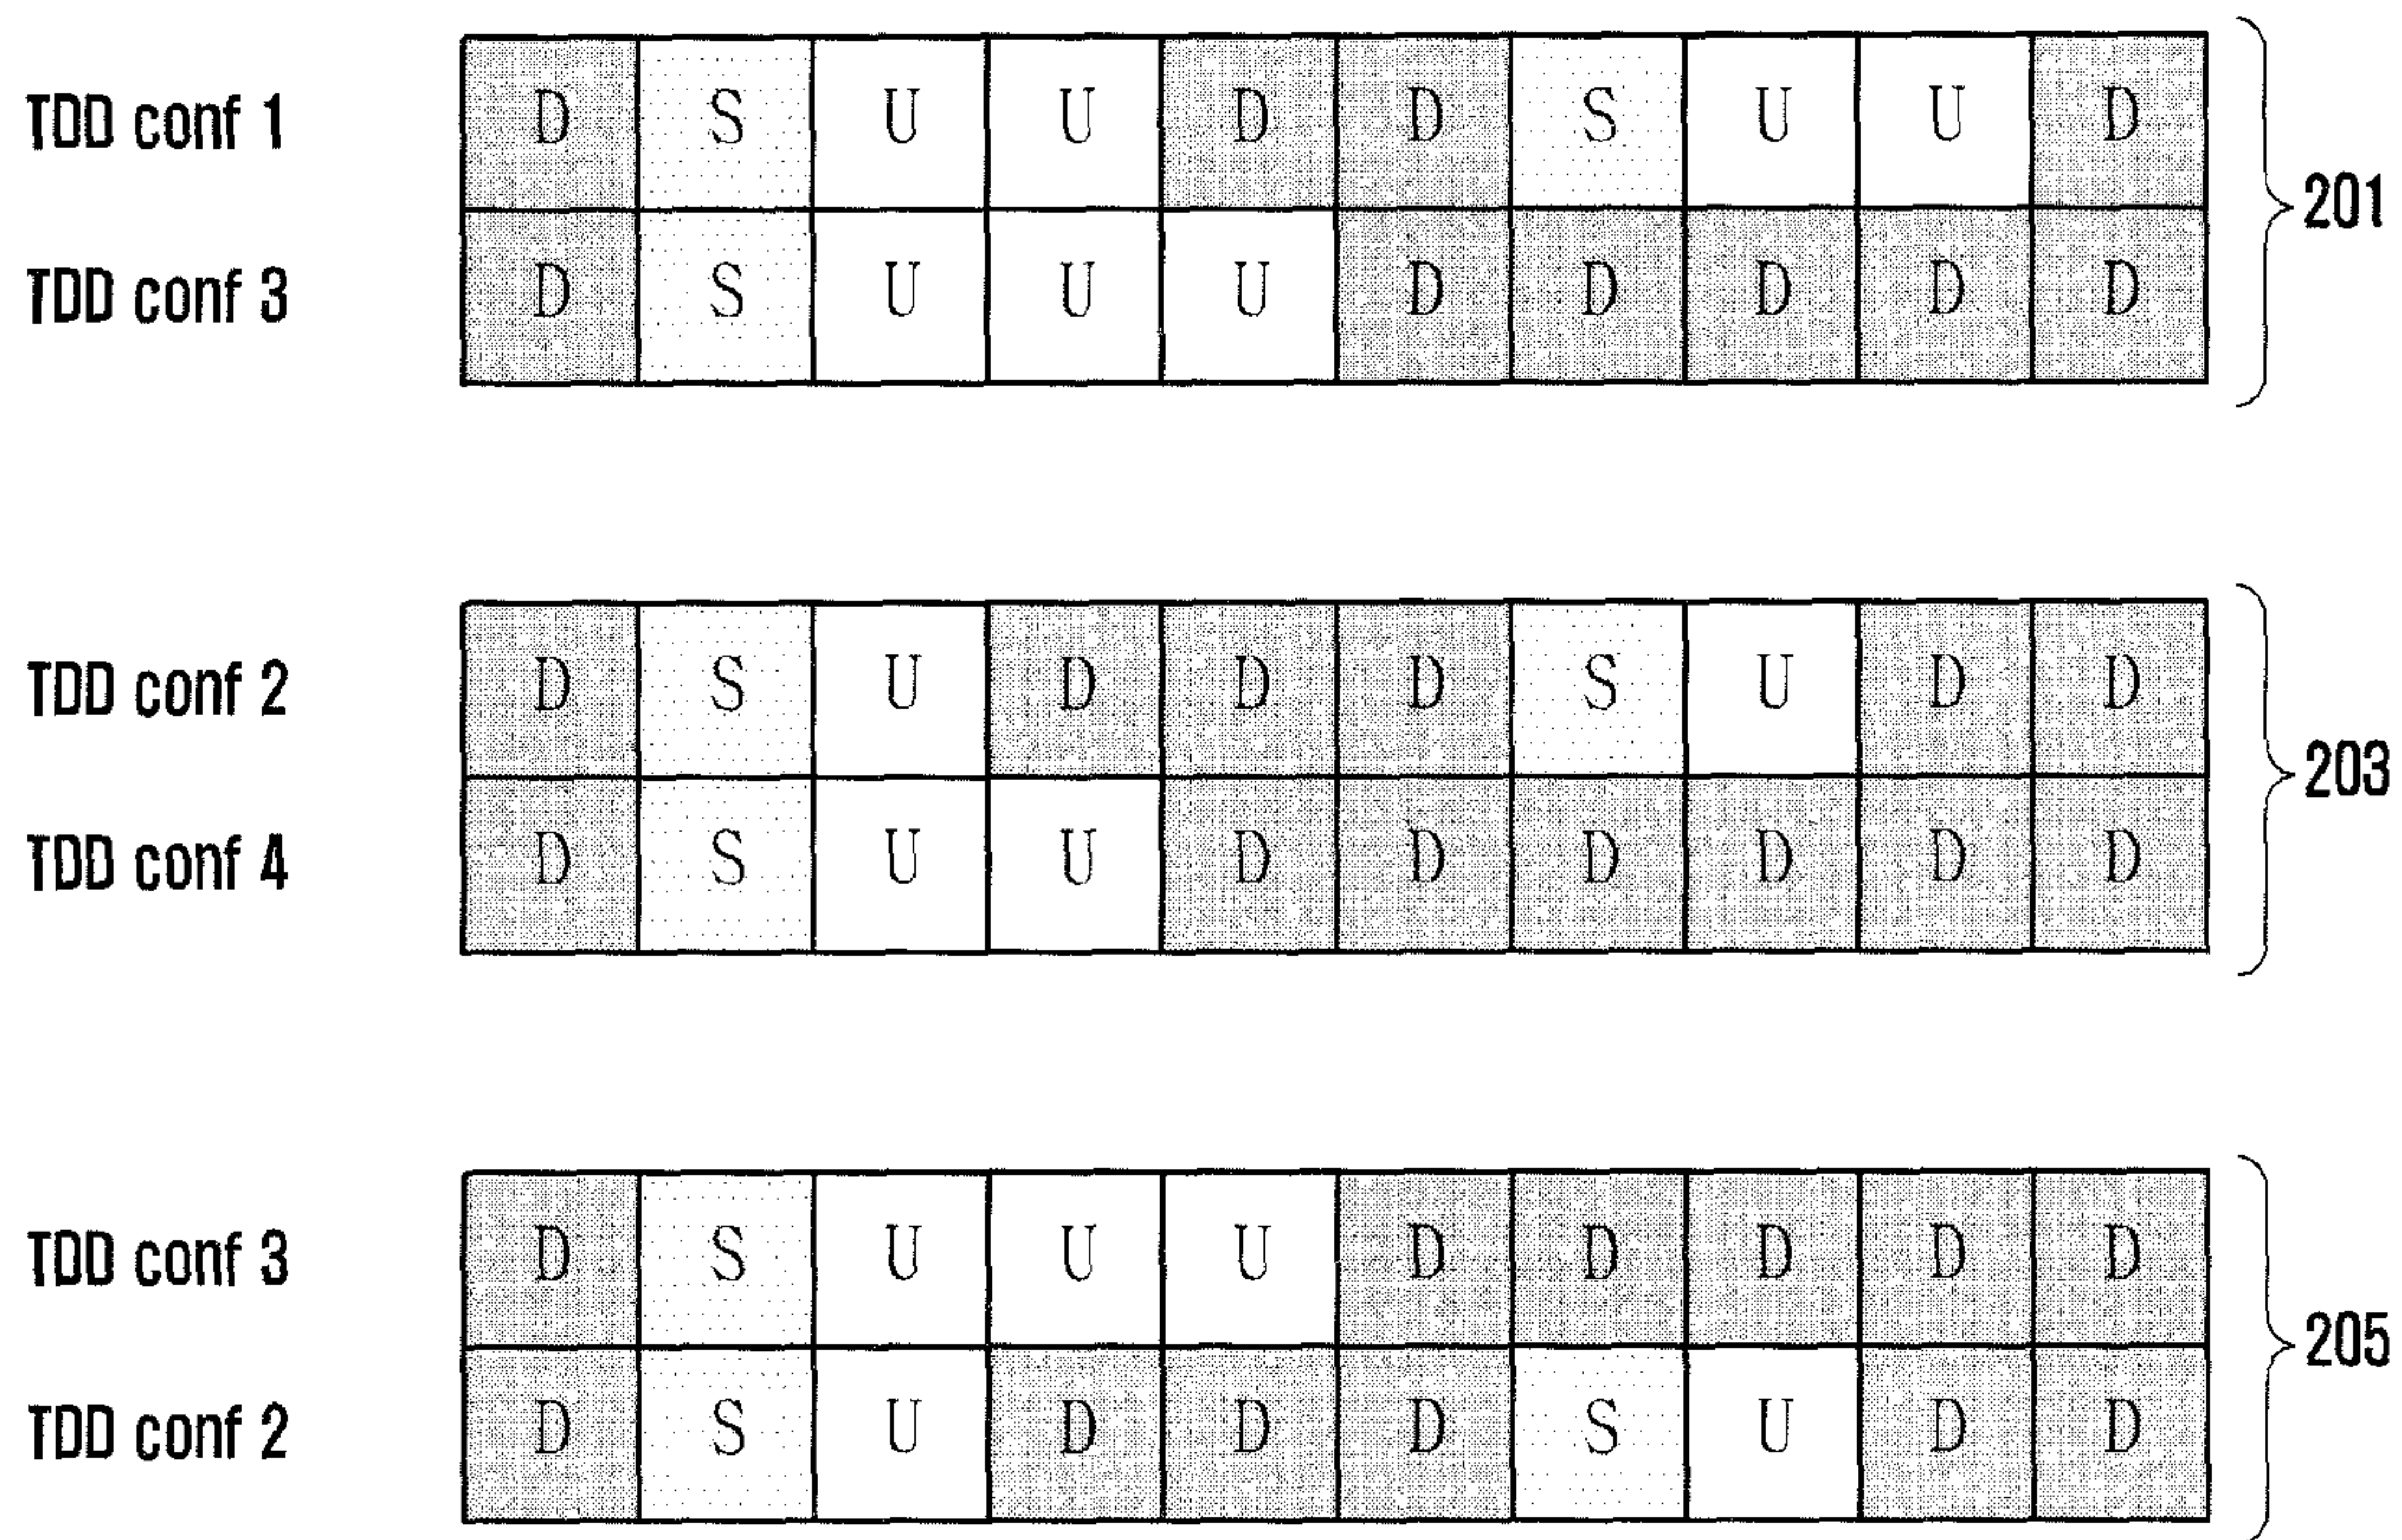 TDD conf 1 D S U U D D S U U D
TDD conf 3 D S U U U D D D D D
201
TDD conf 2 D S U D D D S U D D
TDD conf 4 D S U U D D D D D D
203
TDD conf 3 D S U U U D D D D D
TDD conf 2 D S U D D D S U D D
205